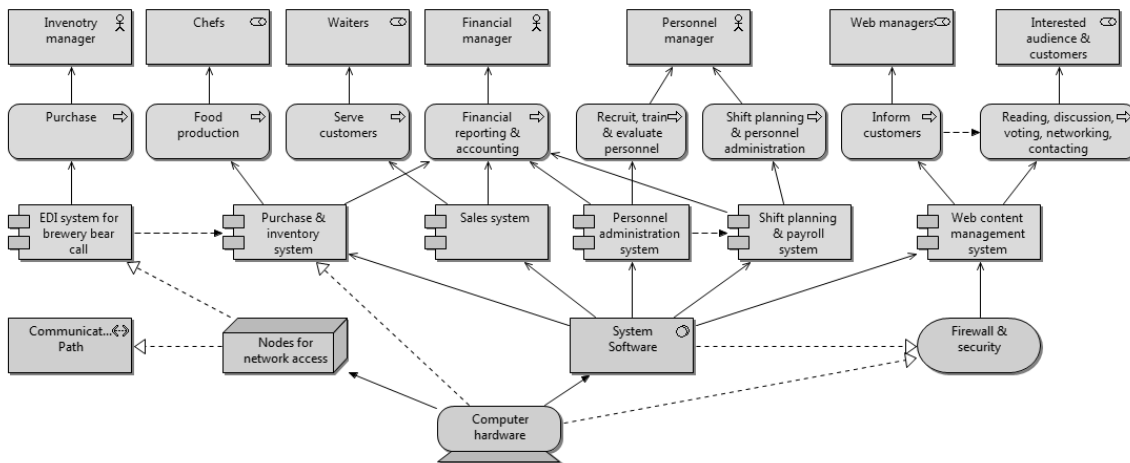 Invenotry
manager
Chefs
Waiters
Financial
manager
Personnel
manager
Web managers
Interested
audience &
customers
Purchase
Food
production
Serve
customers
Financial
reporting &
accounting
Recruit, train
& evaluate
personnel
Shift planning
& personnel
administration
Inform
customers
Reading, discussion,
voting, networking,
contacting
EDI system for
brewery bear
call
Purchase &
inventory
system
Sales system
Personnel
administration
system
Shift planning
& payroll
system
Web content
management
system
Communicat...
Path
Nodes for
network access
System
Software
Firewall &
security
Computer
hardware